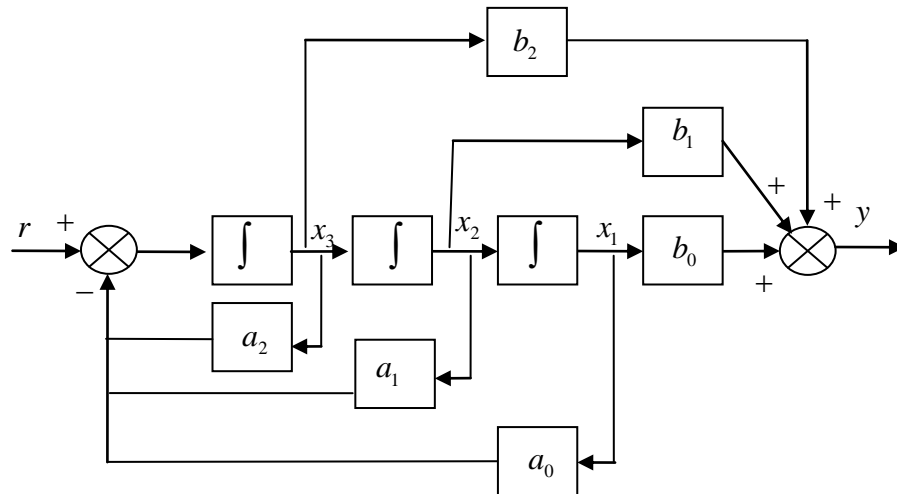 b₂
b₁
r + ∫ x₃ ∫ x₂ ∫ x₁ b₀ + + + y
−
a₂
a₁
a₀